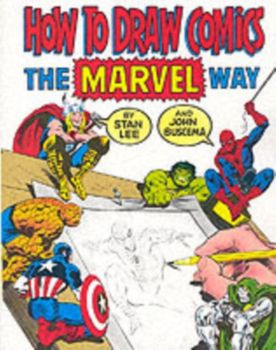 HOW TO DRAW COMICS
THE MARVEL WAY
BY
STAN
LEE
AND
JOHN
BUSCEMA